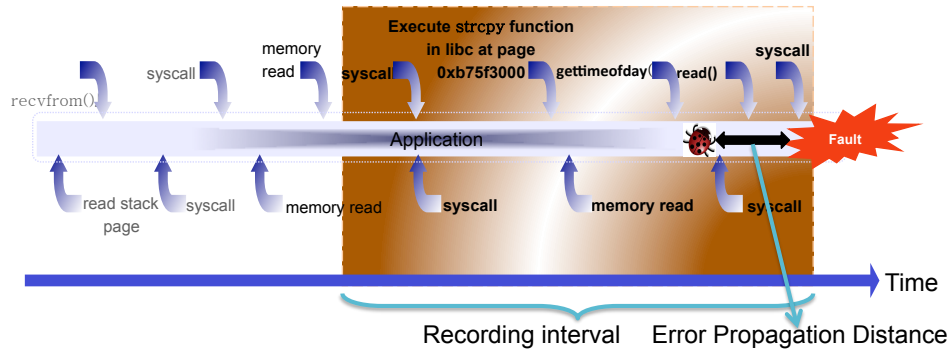 Execute strcpy function
in libc at page
0xb75f3000
memory
read
syscall
syscall
syscall
gettimeofday(
read()
recvfrom()
Application
Fault
read stack
page
syscall
memory read
syscall
memory read
syscall
Time
Recording interval
Error Propagation Distance